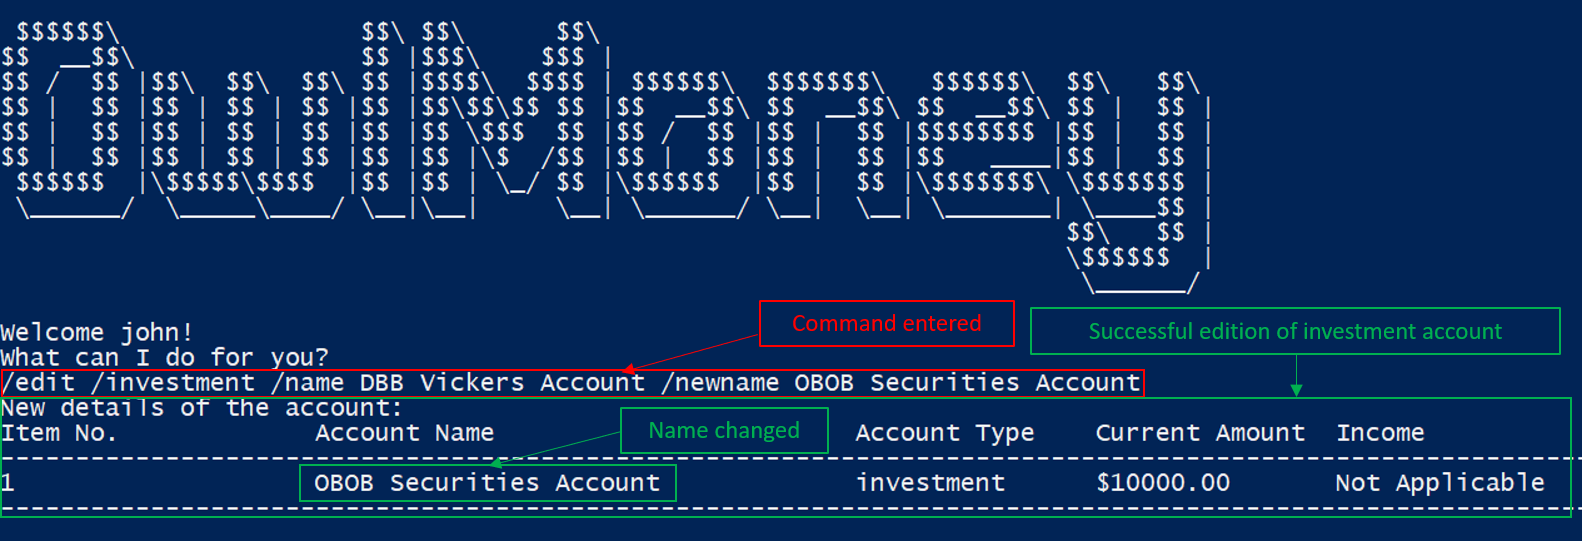 OwlMoney
Welcome john!
What can I do for you?
Command entered
Successful edition of investment account
/edit /investment /name DBB Vickers Account /newname OBOB Securities Account
New details of the account:
Name changed
Item No. Account Name Account Type Current Amount Income
1 OBOB Securities Account investment $10000.00 Not Applicable